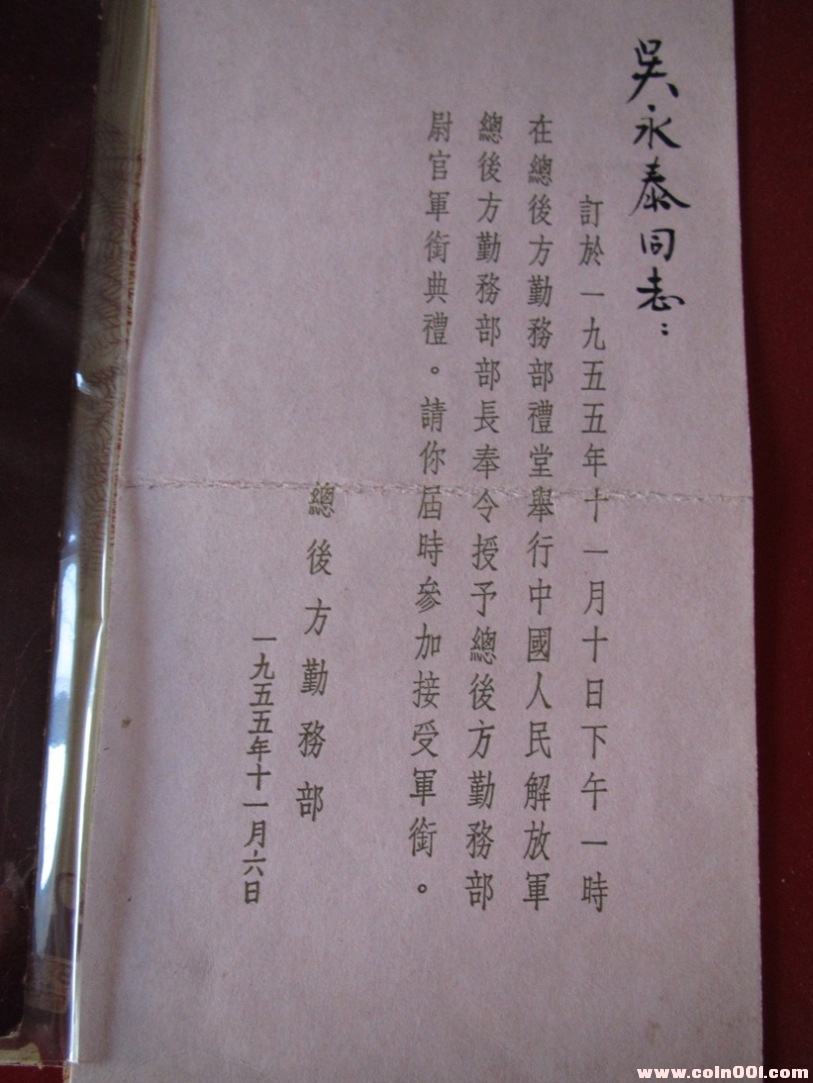 吳永泰同志：
訂於一九五五年十一月十日下午一時
在總後方勤務部禮堂舉行中國人民解放軍
總後方勤務部部長奉令授予總後方勤務部
尉官軍銜典禮。請你屆時參加接受軍銜。
總後方勤務部
一九五五年十一月六日
www.coin001.com